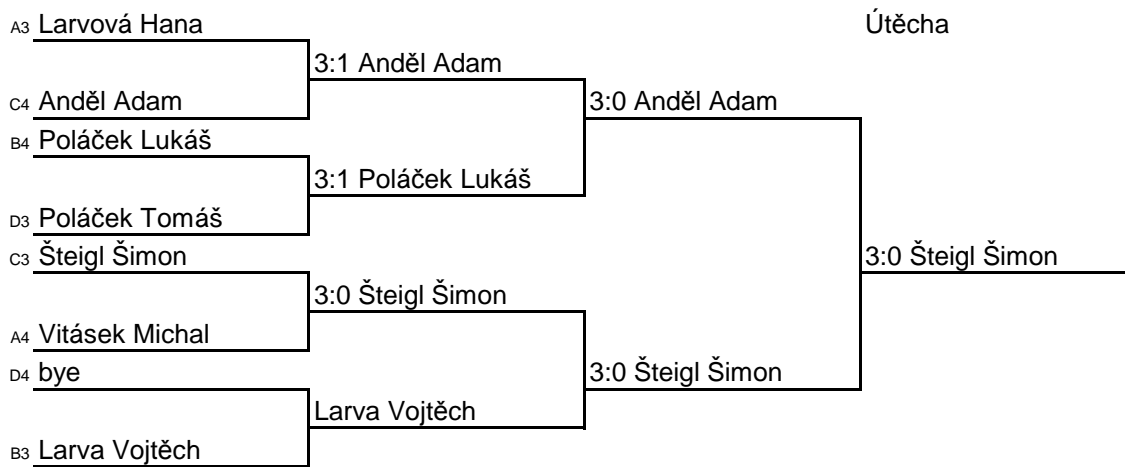 A3 Larvová Hana
Útěcha
3:1 Anděl Adam
C4 Anděl Adam
3:0 Anděl Adam
B4 Poláček Lukáš
3:1 Poláček Lukáš
D3 Poláček Tomáš
C3 Šteigl Šimon
3:0 Šteigl Šimon
3:0 Šteigl Šimon
A4 Vitásek Michal
D4 bye
3:0 Šteigl Šimon
Larva Vojtěch
B3 Larva Vojtěch